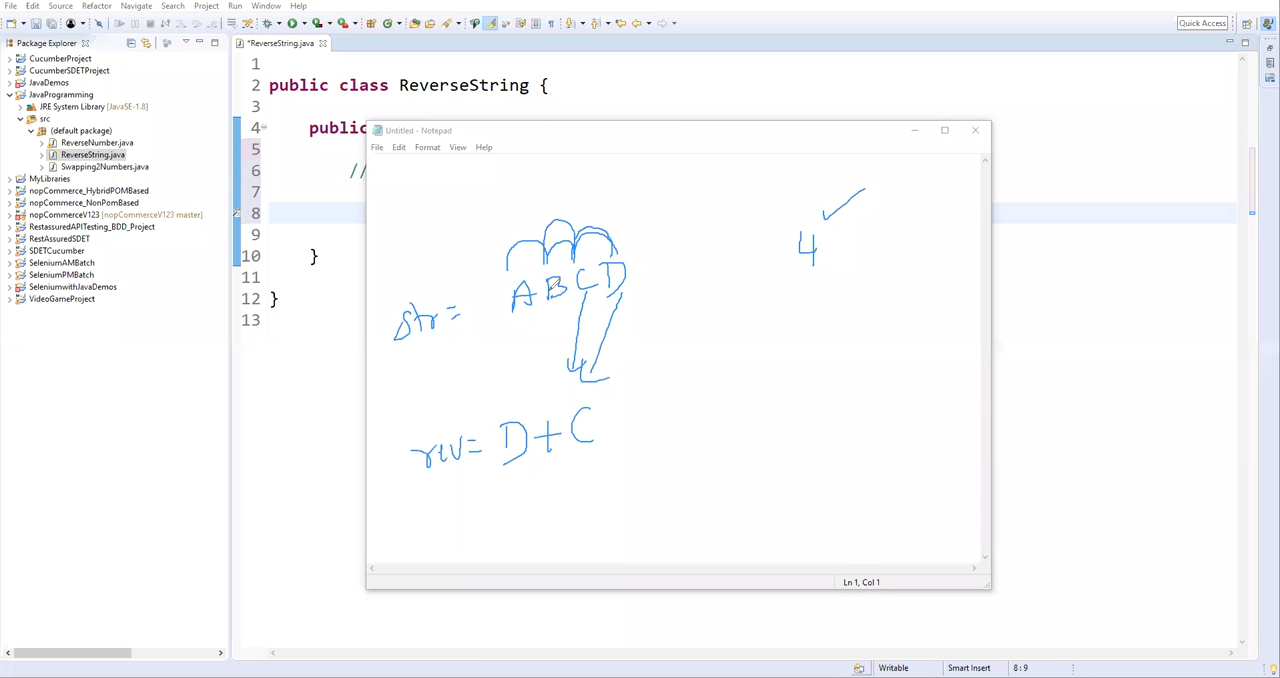 File Edit Source Refactor Navigate Search Project Run Window Help
Quick Access
Package Explorer
*ReverseString.java
CucumberProject
CucumberSDETProject
JavaDemos
JavaProgramming
JRE System Library [JavaSE-1.8]
src
(default package)
ReverseNumber.java
ReverseString.java
Swapping2Numbers.java
MyLibraries
nopCommerce_HybridPOMBased
nopCommerce_NonPomBased
nopCommerceV123 [nopCommerceV123 master]
RestassuredAPITesting_BDD_Project
RestAssuredSDET
SDETCucumber
SeleniumAMBatch
SeleniumPMBatch
SeleniumwithJavaDemos
VideoGameProject
1
2 public class ReverseString {
3
4 public
5
6 //
7
8
9
10 }
11
12 }
13
Untitled - Notepad
File Edit Format View Help
4
str= ABCD
rev= D+C
Ln 1, Col 1
Writable Smart Insert 8:9